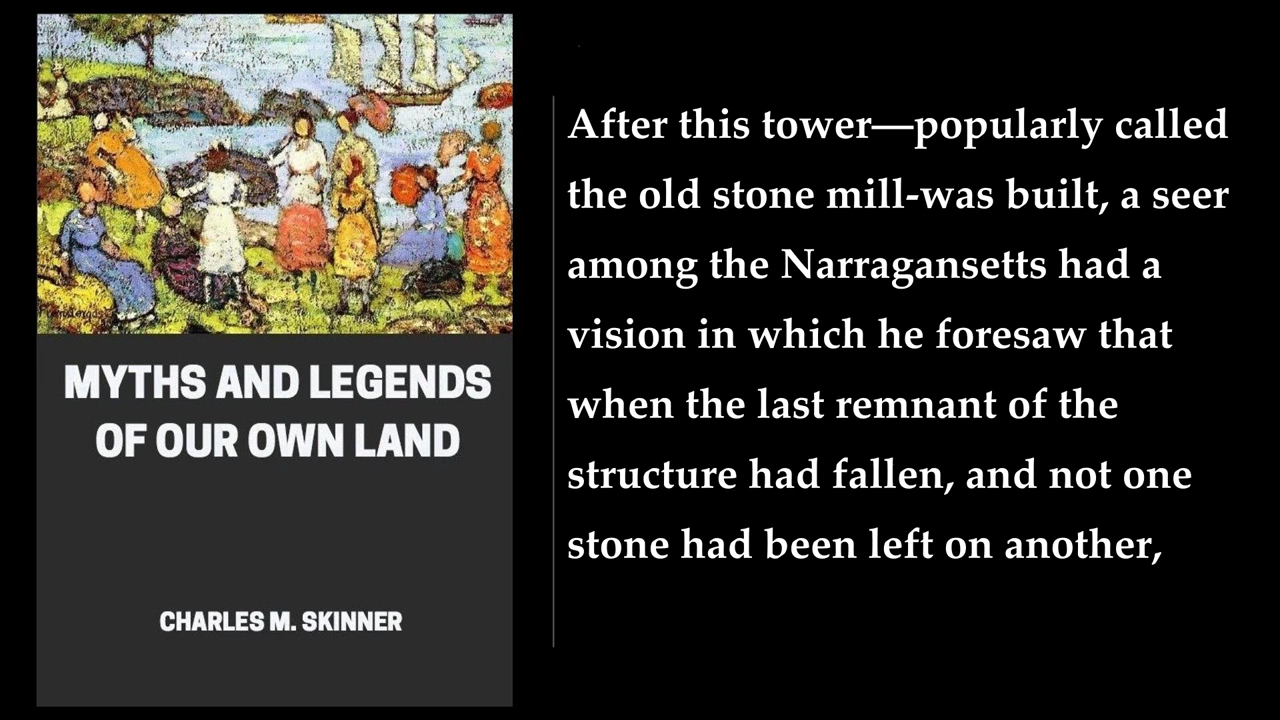 MYTHS AND LEGENDS
OF OUR OWN LAND
CHARLES M. SKINNER
After this tower—popularly called
the old stone mill-was built, a seer
among the Narragansetts had a
vision in which he foresaw that
when the last remnant of the
structure had fallen, and not one
stone had been left on another,